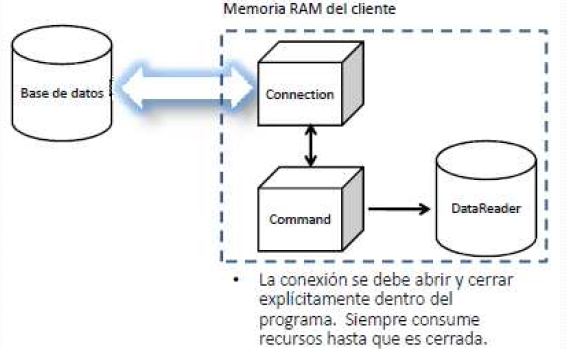 Memoria RAM del cliente
Base de datos
Connection
Command
DataReader
• La conexión se debe abrir y cerrar
explícitamente dentro del
programa. Siempre consume
recursos hasta que es cerrada.